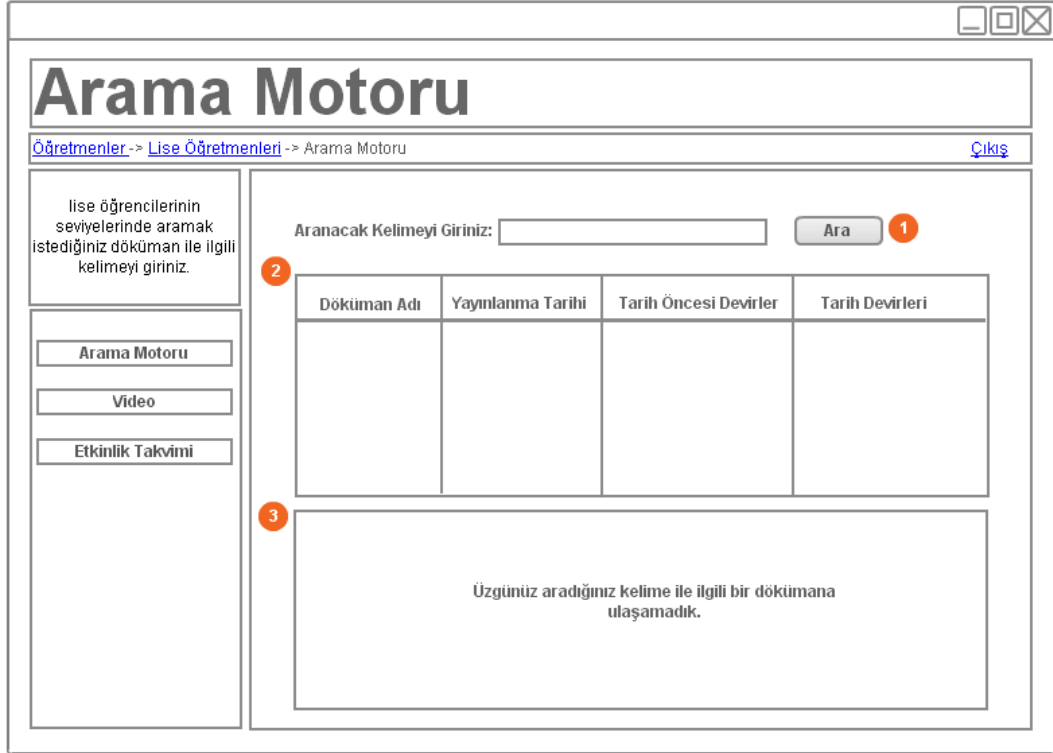 Arama Motoru
Öğretmenler -> Lise Öğretmenleri -> Arama Motoru
Çıkış
lise öğrencilerinin
seviyelerinde aramak
istediğiniz döküman ile ilgili
kelimeyi giriniz.
Arama Motoru
Video
Etkinlik Takvimi
Aranacak Kelimeyi Giriniz:
Ara
1
2
Döküman Adı
Yayınlanma Tarihi
Tarih Öncesi Devirler
Tarih Devirleri
3
Üzgünüz aradığınız kelime ile ilgili bir dökümana
ulaşamadık.